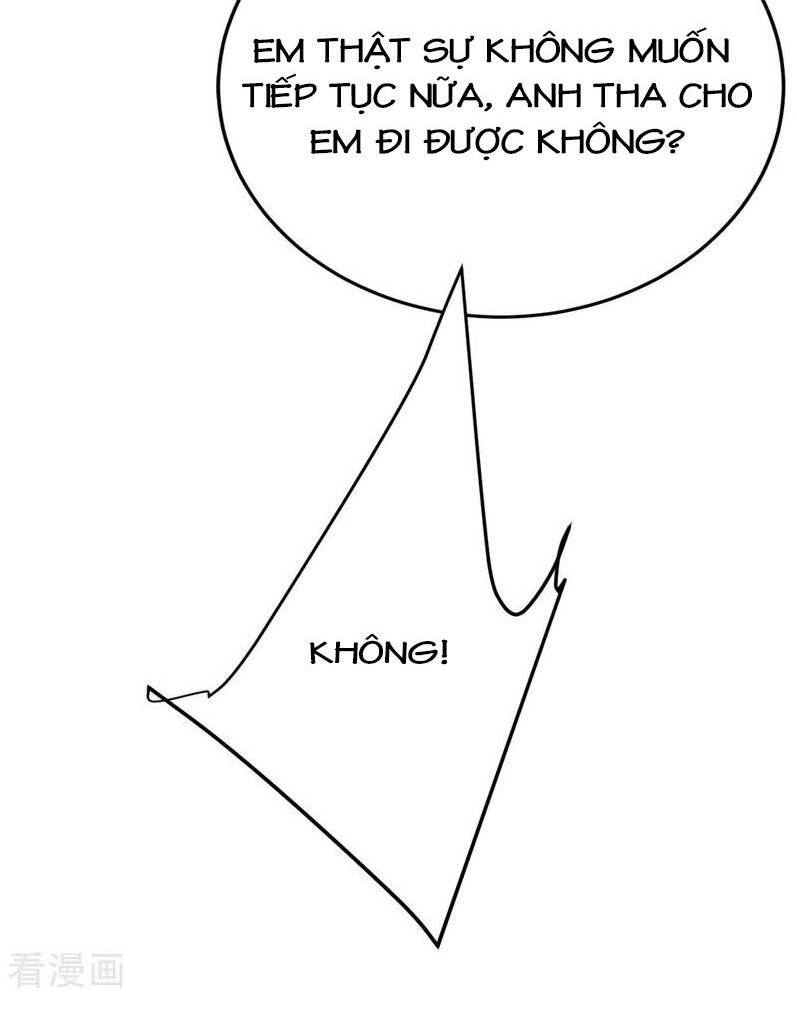 EM THẬT SỰ KHÔNG MUỐN
TIẾP TỤC NỮA, ANH THA CHO
EM ĐI ĐƯỢC KHÔNG?
KHÔNG!
看漫画